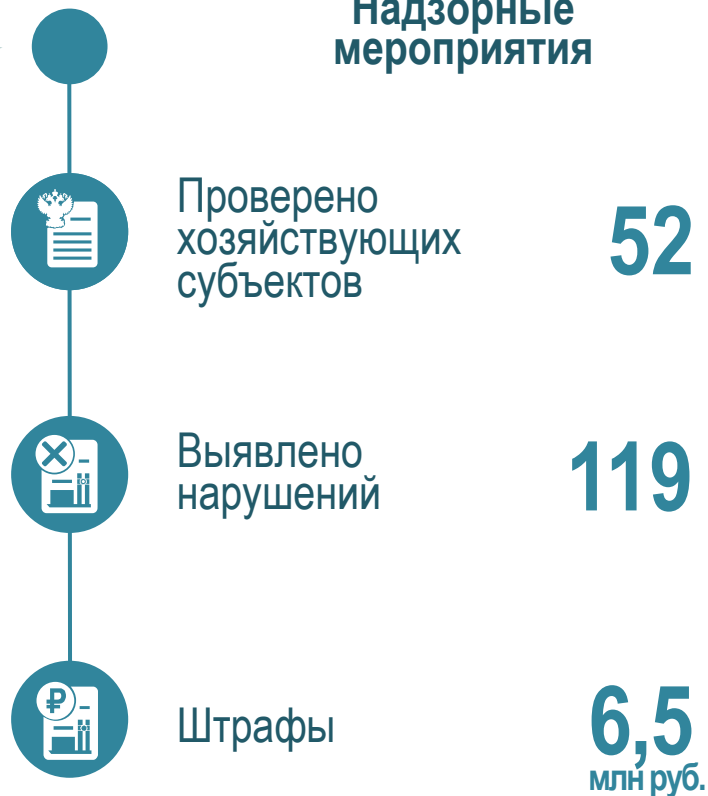 Надзорные
мероприятия
Проверено
хозяйствующих
субъектов
52
Выявлено
нарушений
119
Штрафы
6,5
млн руб.